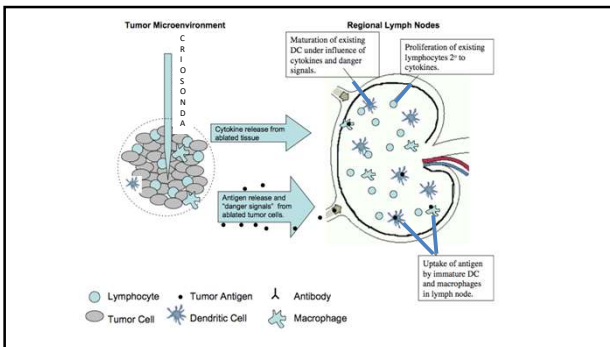 Tumor Microenvironment
Regional Lymph Nodes
CRIOSONDA
Maturation of existing
DC under influence of
cytokines and danger
signals.
Proliferation of existing
lymphocytes 2º to
cytokines.
Cytokine release from
ablated tissue
Antigen release and
"danger signals" from
ablated tumor cells.
Uptake of antigen
by immature DC
and macrophages
in lymph node.
Lymphocyte
Tumor Antigen
Antibody
Tumor Cell
Dendritic Cell
Macrophage